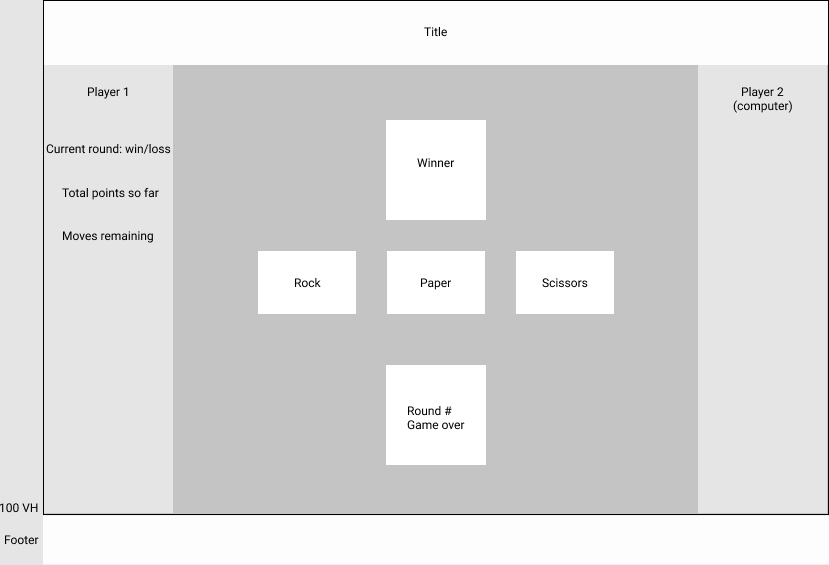 Title
Player 1
Current round: win/loss
Total points so far
Moves remaining
Winner
Rock
Paper
Scissors
Round #
Game over
Player 2
(computer)
100 VH
Footer